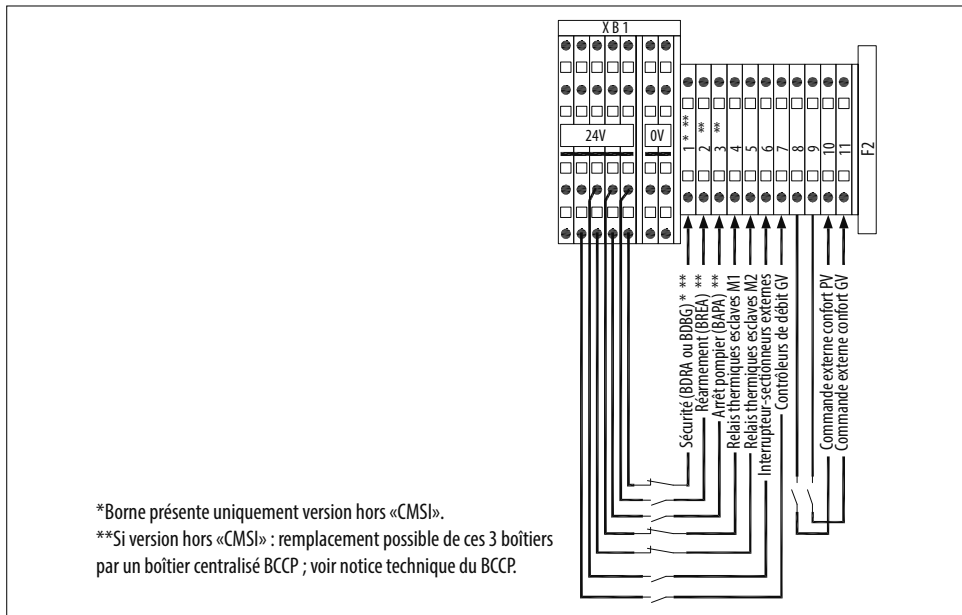 X B 1
24V
0V
1 * **
2 **
3 **
4
5
6
7
8
9
10
11
F2
Sécurité (BDRA ou BDBG) * **
Réarmement (BREA) **
Arrêt pompier (BAPA) **
Relais thermiques esclaves M1
Relais thermiques esclaves M2
Interrupteur-sectionneurs externes
Contrôleurs de débit GV
Commande externe confort PV
Commande externe confort GV
*Borne présente uniquement version hors «CMSI».
**Si version hors «CMSI» : remplacement possible de ces 3 boîtiers
par un boîtier centralisé BCCP ; voir notice technique du BCCP.